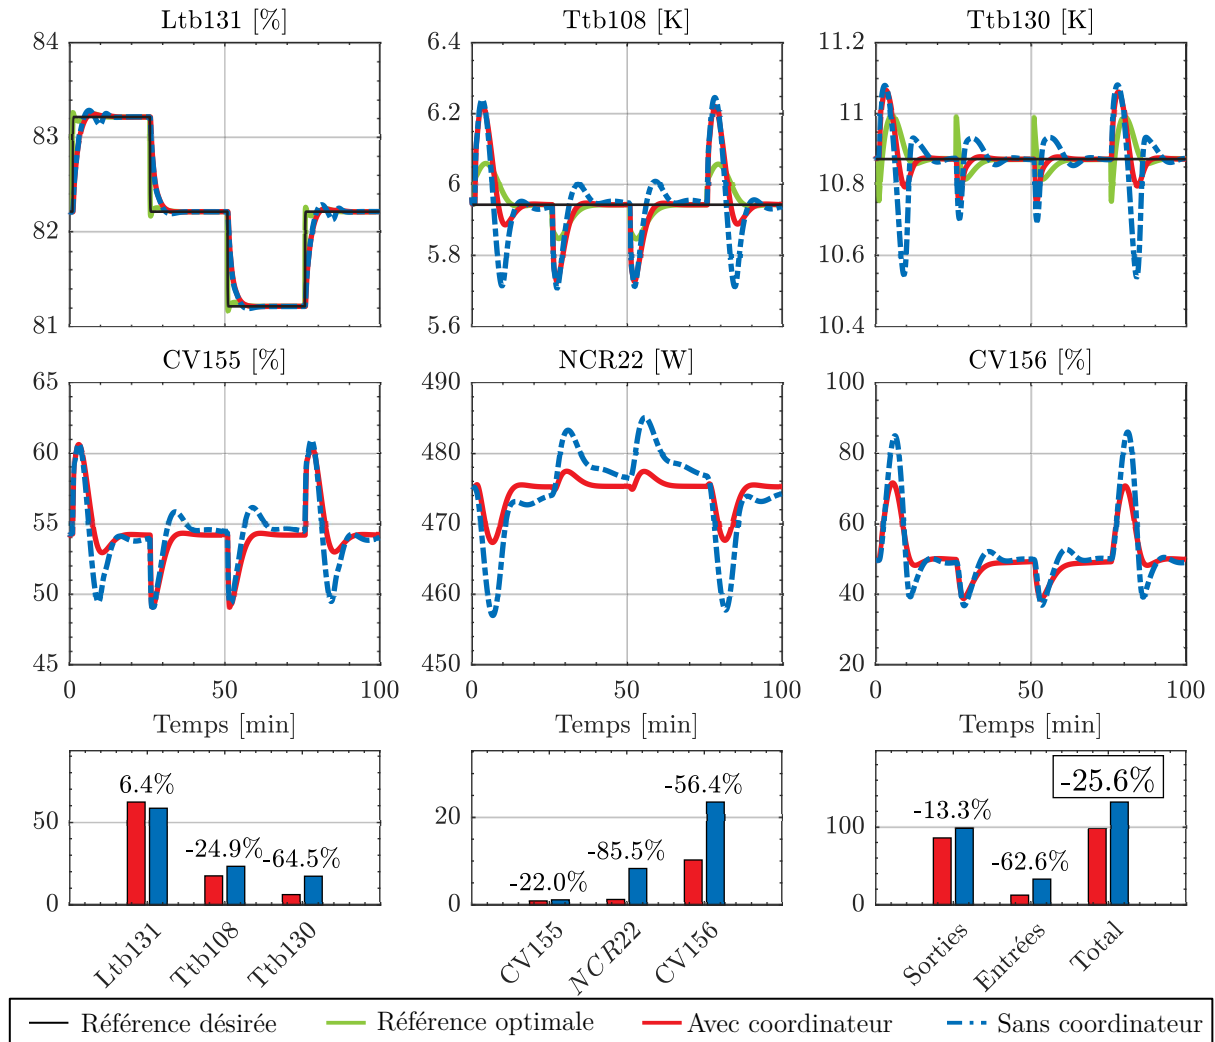 Ltb131 [%] Ttb108 [K] Ttb130 [K]
84 6.4 11.2
83 6.2 11
82 6 10.8
5.8 10.6
81 5.6 10.4
CV155 [%] NCR22 [W] CV156 [%]
65 490 100
60 480 80
55 470 60
50 460 40
45 450 20
0 50 100 0 50 100 0 50 100
Temps [min] Temps [min] Temps [min]
6.4% -24.9% -64.5%
50
0
Ltb131 Ttb108 Ttb130
-22.0% -85.5% -56.4%
20
0
CV155 NCR22 CV156
-13.3% -62.6% -25.6%
100
0
Sorties Entrées Total
Référence désirée Référence optimale Avec coordinateur Sans coordinateur